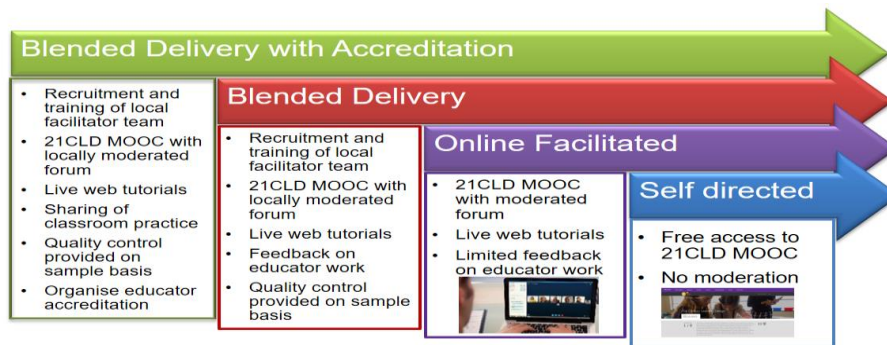 Blended Delivery with Accreditation
• Recruitment and
training of local
facilitator team
• 21CLD MOOC with
locally moderated
forum
• Live web tutorials
• Sharing of
classroom practice
• Quality control
provided on
sample basis
• Organise educator
accreditation
Blended Delivery
• Recruitment and
training of local
facilitator team
• 21CLD MOOC with
locally moderated
forum
• Live web tutorials
• Feedback on
educator work
• Quality control
provided on sample
basis
Online Facilitated
• 21CLD MOOC
with moderated
forum
• Live web tutorials
• Limited feedback
on educator work
Self directed
• Free access to
21CLD MOOC
• No moderation